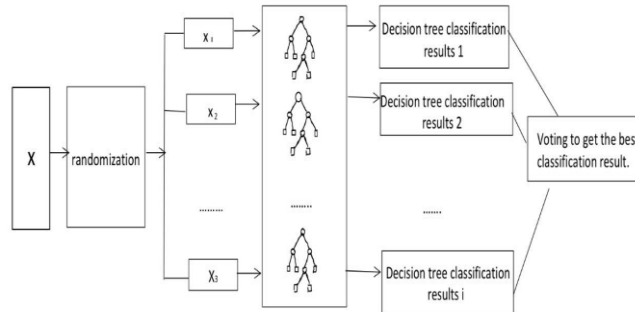 X
randomization
x₁
x₂
.........
X₃
........
Decision tree classification
results 1
Decision tree classification
results 2
.......
Decision tree classification
results i
Voting to get the bes
classification result.